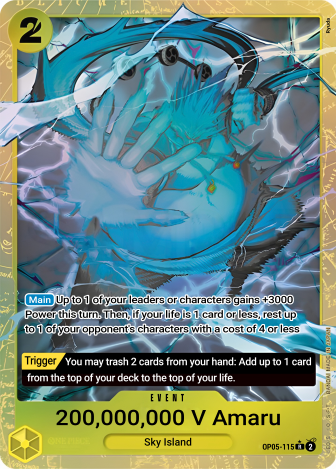 2
Ryuda
Main Up to 1 of your leaders or characters gains +3000
Power this turn. Then, if your life is 1 card or less, rest up
to 1 of your opponent's characters with a cost of 4 or less
Trigger You may trash 2 cards from your hand: Add up to 1 card
from the top of your deck to the top of your life.
EVENT
200,000,000 V Amaru
Sky Island
OP05-115 R 2